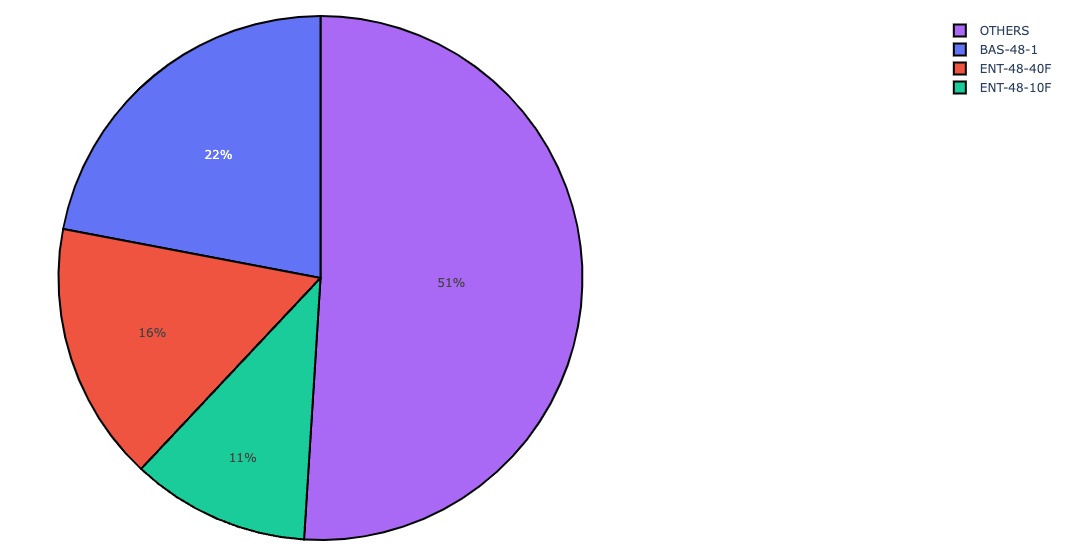 OTHERS
BAS-48-1
ENT-48-40F
ENT-48-10F
22%
51%
16%
11%